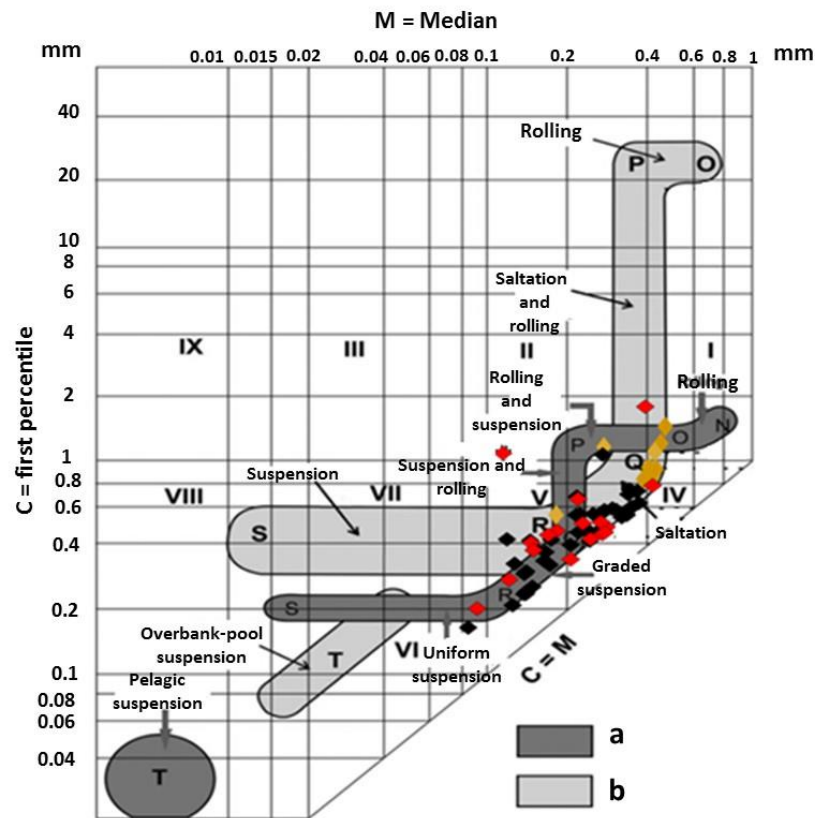 M = Median
mm 0.01 0.015 0.02 0.04 0.06 0.08 0.1 0.2 0.4 0.6 0.8 1 mm
C = first percentile
40
20
10
8
6
4
2
1
0.8
0.6
0.4
0.2
0.1
0.08
0.06
0.04
Rolling
P O
Saltation
and
rolling
IX III II I
Rolling
and
suspension
Rolling
P O N
Suspension and
rolling
Q
Suspension
VIII VII V IV
S R
Saltation
Graded
suspension
S R
Overbank-pool
suspension
T
VI Uniform
suspension
C = M
Pelagic
suspension
T
a
b